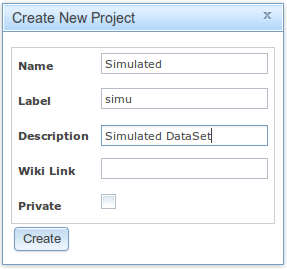 Create New Project x
Name Simulated
Label simu
Description Simulated DataSet
Wiki Link
Private
Create